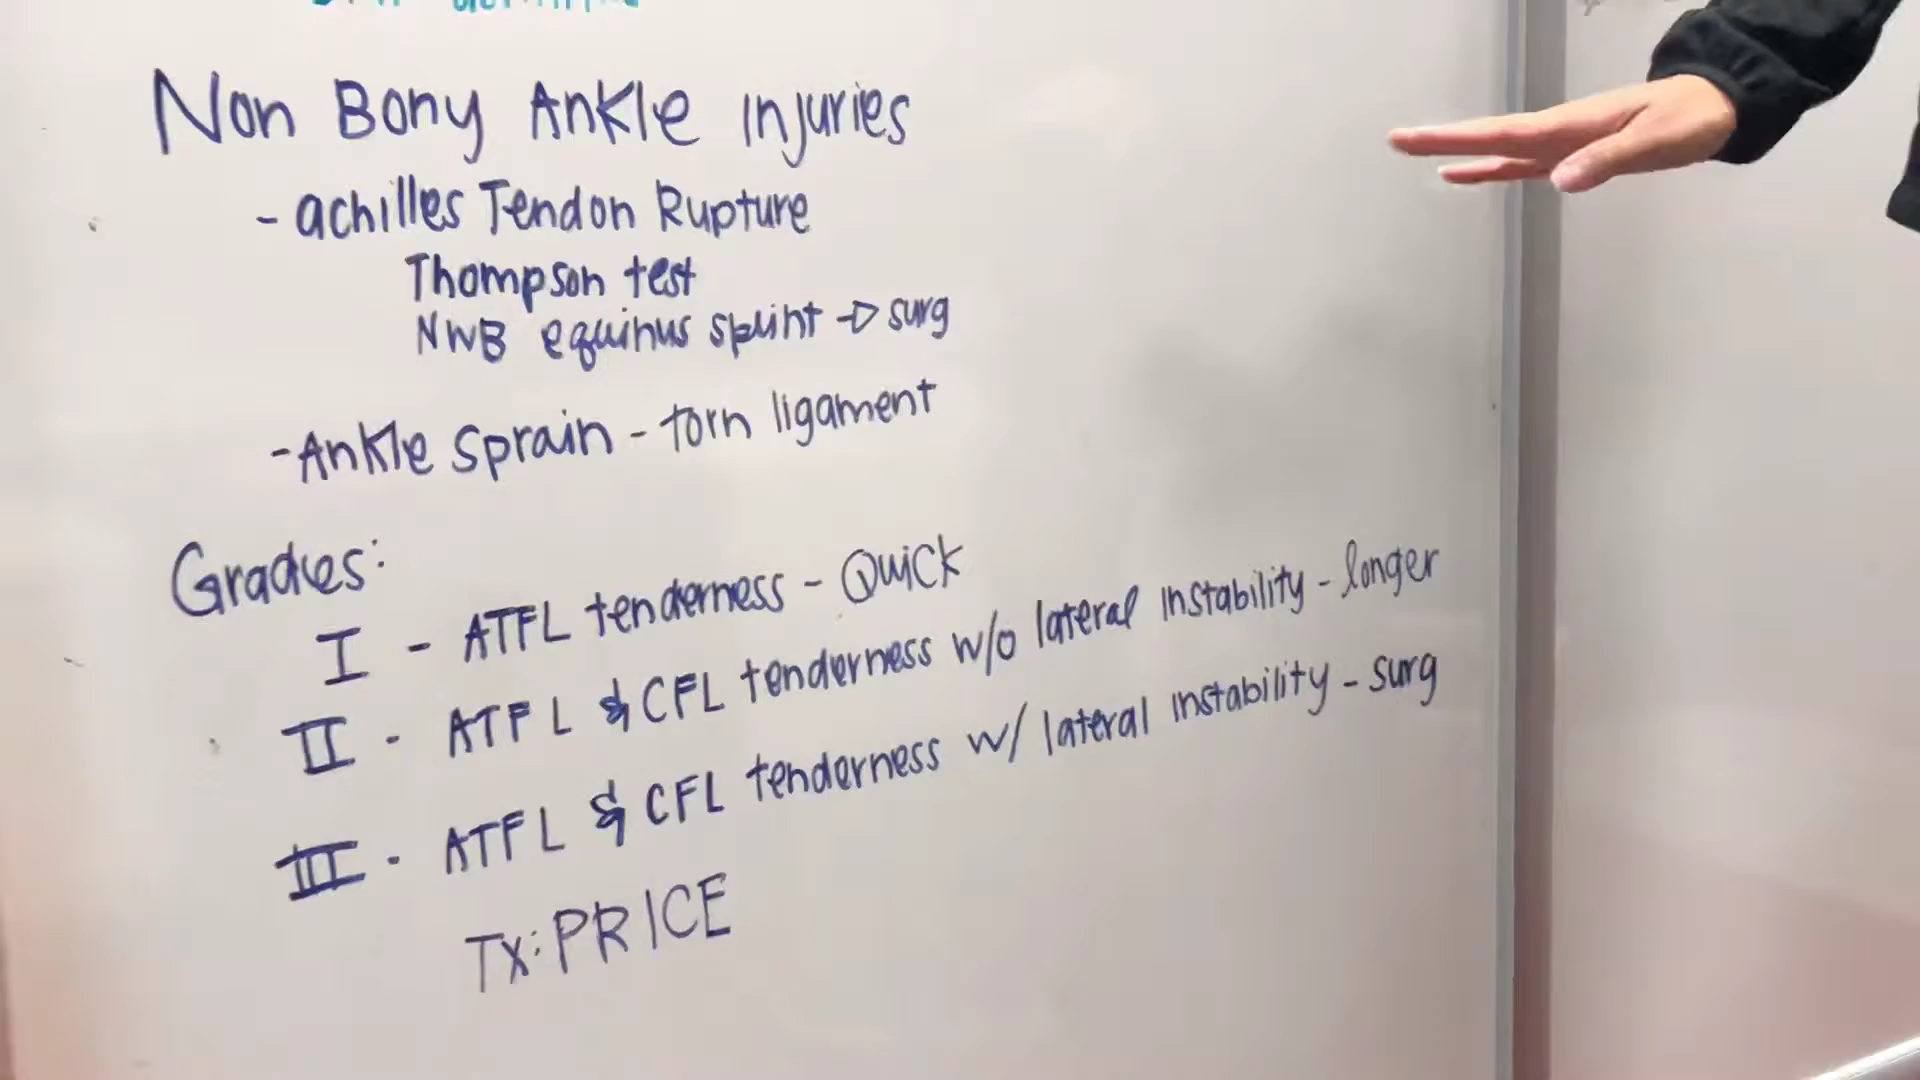 Non Bony Ankle Injuries
- achilles Tendon Rupture
Thompson test
NWB equinus splint → surg
- Ankle Sprain - torn ligament
Grades:
I - ATFL tenderness - Quick
II - ATFL & CFL tenderness w/o lateral instability - longer
III - ATFL & CFL tenderness w/ lateral instability - surg
Tx: PRICE